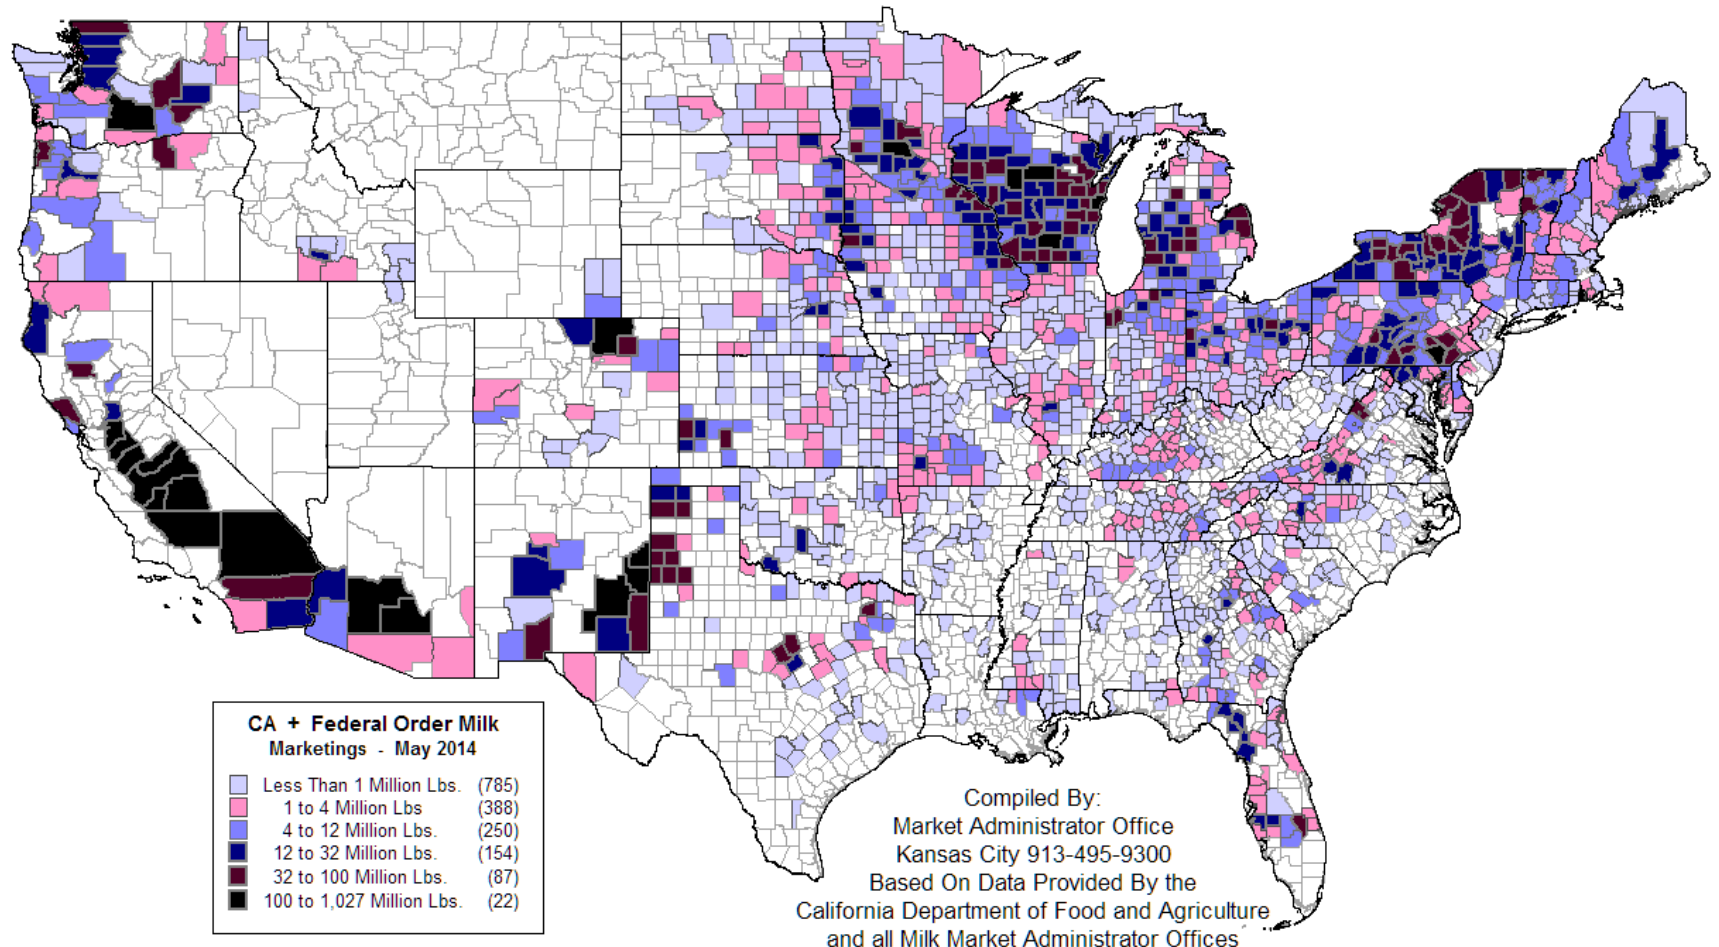 CA + Federal Order Milk
Marketings - May 2014
Less Than 1 Million Lbs. (785)
1 to 4 Million Lbs (388)
4 to 12 Million Lbs. (250)
12 to 32 Million Lbs. (154)
32 to 100 Million Lbs. (87)
100 to 1,027 Million Lbs. (22)
Compiled By:
Market Administrator Office
Kansas City 913-495-9300
Based On Data Provided By the
California Department of Food and Agriculture
and all Milk Market Administrator Offices